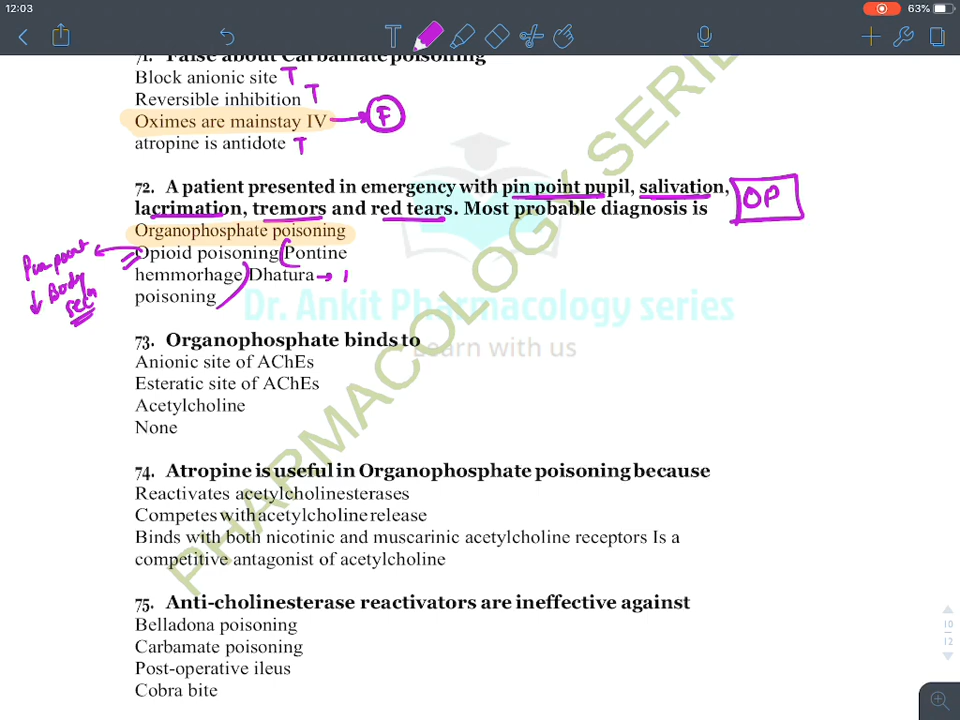 12:03
63%
71. False about Carbamate poisoning
Block anionic site T
Reversible inhibition T
Oximes are mainstay IV F
atropine is antidote T
72. A patient presented in emergency with pin point pupil, salivation, OP
lacrimation, tremors and red tears. Most probable diagnosis is
Organophosphate poisoning
Opioid poisoning Pontine
hemmorhage Dhatura
poisoning
Pin point
↓ Body
Dr. Ankit Pharmacology series
Learn with us
PHARMACOLOGY SERIE
73. Organophosphate binds to
Anionic site of AChEs
Esteratic site of AChEs
Acetylcholine
None
74. Atropine is useful in Organophosphate poisoning because
Reactivates acetylcholinesterases
Competes with acetylcholine release
Binds with both nicotinic and muscarinic acetylcholine receptors Is a
competitive antagonist of acetylcholine
75. Anti-cholinesterase reactivators are ineffective against
Belladona poisoning
Carbamate poisoning
Post-operative ileus
Cobra bite
10
12